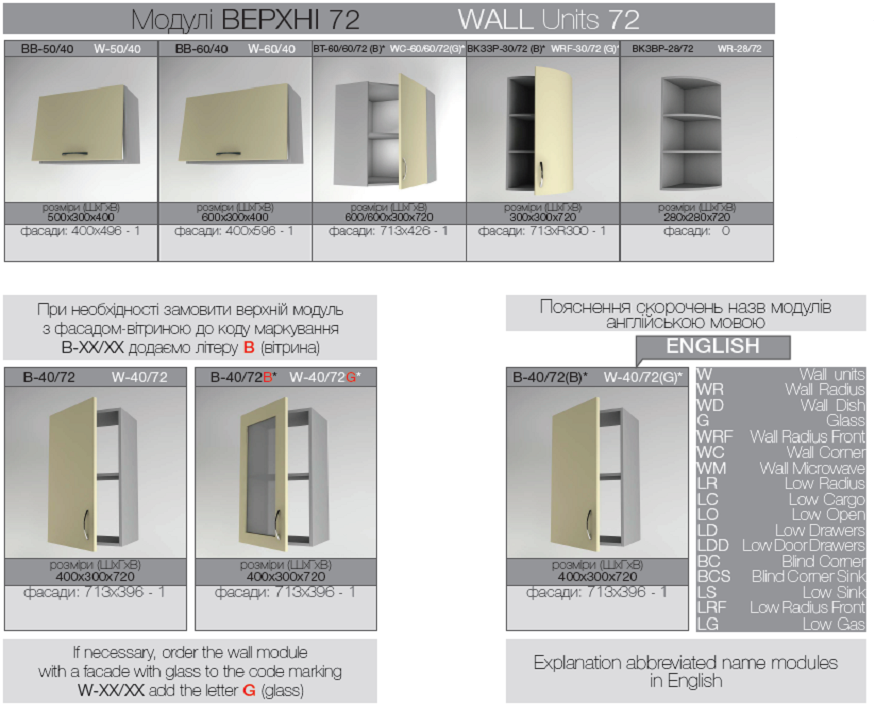 Модулі ВЕРХНІ 72 WALL Units 72
ВВ-50/40 W-50/40
ВВ-60/40 W-60/40
ВТ-60/60/72 (В)* WC-60/60/72(G)*
ВКЗЗР-30/72 (В)* WRF-30/72 (G)*
ВКЗВР-28/72 WR-28/72
розміри (ШхГхВ)
500х300х400
фасади: 400х496 - 1
розміри (ШхГхВ)
600х300х400
фасади: 400х596 - 1
розміри (ШхГхВ)
600/600х300х720
фасади: 713х426 - 1
розміри (ШхГхВ)
300х300х720
фасади: 713хR300 - 1
розміри (ШхГхВ)
280х280х720
фасади: 0
При необхідності замовити верхній модуль
з фасадом-вітриною до коду маркування
В-ХХ/ХХ додаємо літеру В (вітрина)
В-40/72 W-40/72
розміри (ШхГхВ)
400х300х720
фасади: 713х396 - 1
В-40/72В* W-40/72G*
розміри (ШхГхВ)
400х300х720
фасади: 713х396 - 1
If necessary, order the wall module
with a facade with glass to the code marking
W-XX/XX add the letter G (glass)
Пояснення скорочень назв модулів
англійською мовою
ENGLISH
В-40/72(В)* W-40/72(G)*
розміри (ШхГхВ)
400х300х720
фасади: 713х396 - 1
W Wall units
WR Wall Radius
WD Wall Dish
G Glass
WRF Wall Radius Front
WC Wall Corner
WM Wall Microwave
LR Low Radius
LC Low Cargo
LO Low Open
LD Low Drawers
LDD Low Door Drawers
BC Blind Corner
BCS Blind Corner Sink
LS Low Sink
LRF Low Radius Front
LG Low Gas
Explanation abbreviated name modules
in English